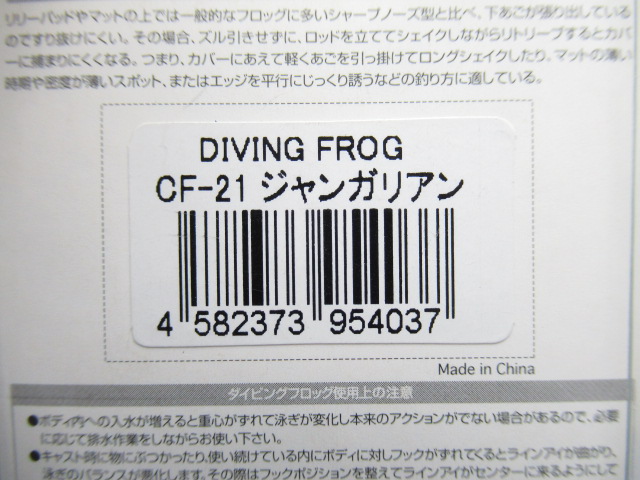 リリーパッドやマットの上では一般的なフロッグに多いシャープノーズ型と比べ、下あごが張り出している
のですり抜けにくい。その場合、ズル引きせずに、ロッドを立ててシェイクしながらリトリーブするとカバ
ーに捕まりにくくなる。つまり、カバーにあえて軽くあごを引っ掛けてロングシェイクしたり、マットの薄い
時期や密度が薄いスポット、またはエッジを平行にじっくり誘うなどの釣り方に適している。
DIVING FROG
CF-21 ジャンガリアン
4 582373 954037
Made in China
ダイビングフロッグ使用上の注意
●ボディ内への入水が増えると重心がずれて泳ぎが変化し本来のアクションがでない場合があるので、必要
に応じて排水作業をしながらお使い下さい。
●キャスト時に物にぶつかったり、使い続けている内にボディに対しフックがずれてくるとラインアイが曲がり、
泳ぎのバランスが悪化します。その際はフックポジションを整えてラインアイがセンターに来るようにして